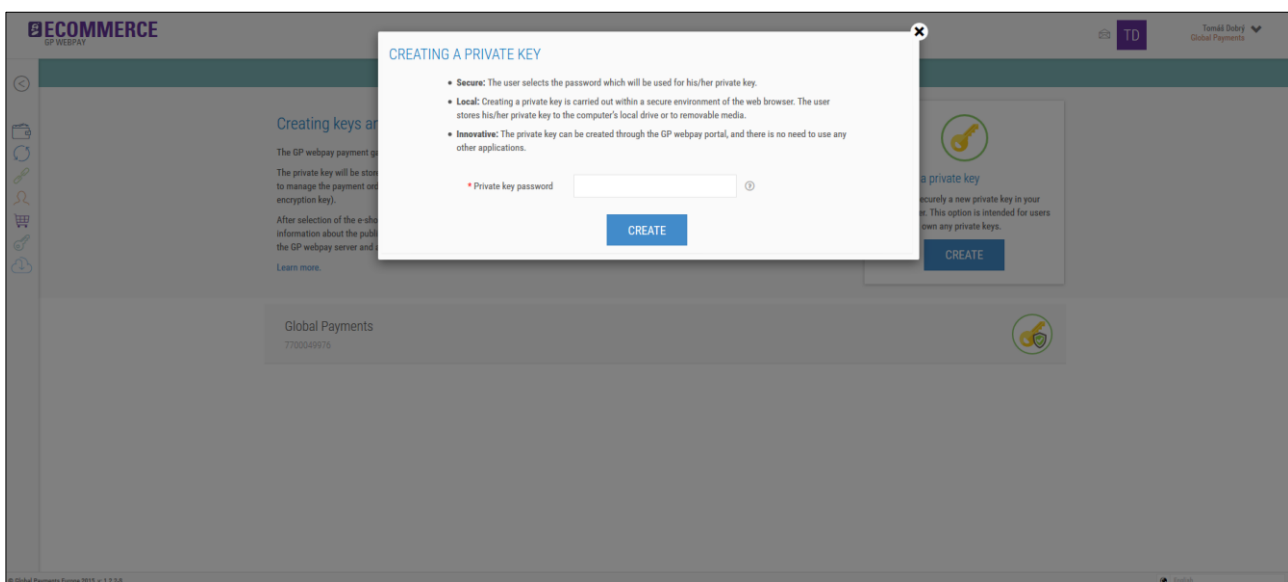 ECOMMERCE
GP WEBPAY
TD
Tomáš Dobrý
Global Payments
CREATING A PRIVATE KEY
Secure: The user selects the password which will be used for his/her private key.
Local: Creating a private key is carried out within a secure environment of the web browser. The user
stores his/her private key to the computer's local drive or to removable media.
Innovative: The private key can be created through the GP webpay portal, and there is no need to use any
other applications.
* Private key password
CREATE
Creating keys
The GP webpay payment
The private key will be
to manage the payment
encryption key).
After selection of the
information about the
the GP webpay server and
Learn more.
a private key
securely a new private key in your
This option is intended for users
own any private keys.
CREATE
Global Payments
7700049976
© Global Payments Europe 2015
English